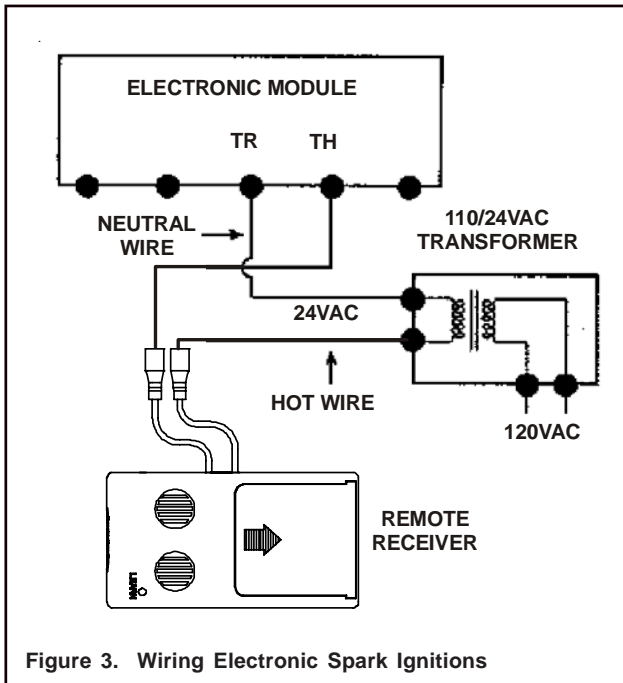 ELECTRONIC MODULE
TR TH
NEUTRAL
WIRE
110/24VAC
TRANSFORMER
24VAC
HOT WIRE
120VAC
REMOTE
RECEIVER
LEARN
Figure 3. Wiring Electronic Spark Ignitions